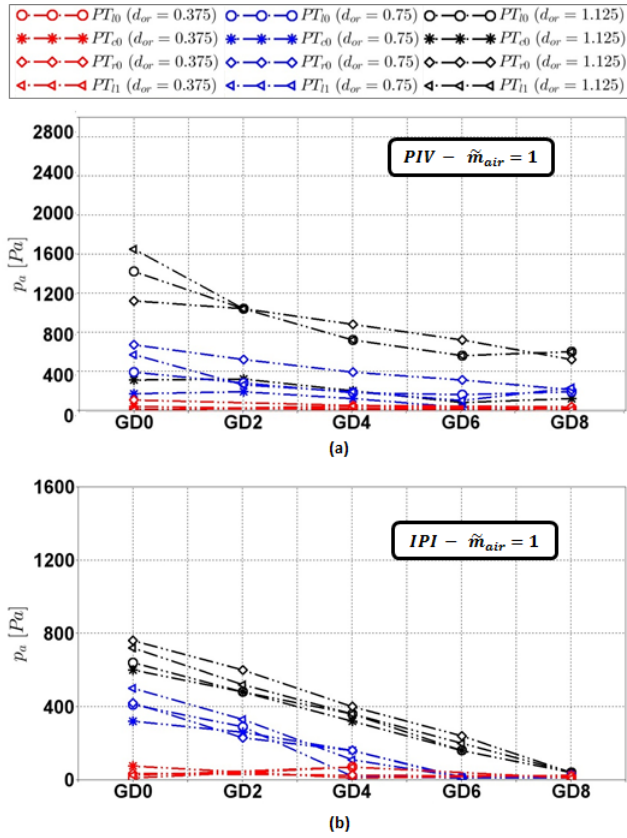 PT_l0 (d_or = 0.375) PT_l0 (d_or = 0.75) PT_l0 (d_or = 1.125)
PT_c0 (d_or = 0.375) PT_c0 (d_or = 0.75) PT_c0 (d_or = 1.125)
PT_r0 (d_or = 0.375) PT_r0 (d_or = 0.75) PT_r0 (d_or = 1.125)
PT_l1 (d_or = 0.375) PT_l1 (d_or = 0.75) PT_l1 (d_or = 1.125)
2800
PIV − m̃_air = 1
2400
2000
p_a [Pa]
1600
1200
800
400
0
GD0 GD2 GD4 GD6 GD8
(a)
1600
IPI − m̃_air = 1
1200
p_a [Pa]
800
400
0
GD0 GD2 GD4 GD6 GD8
(b)